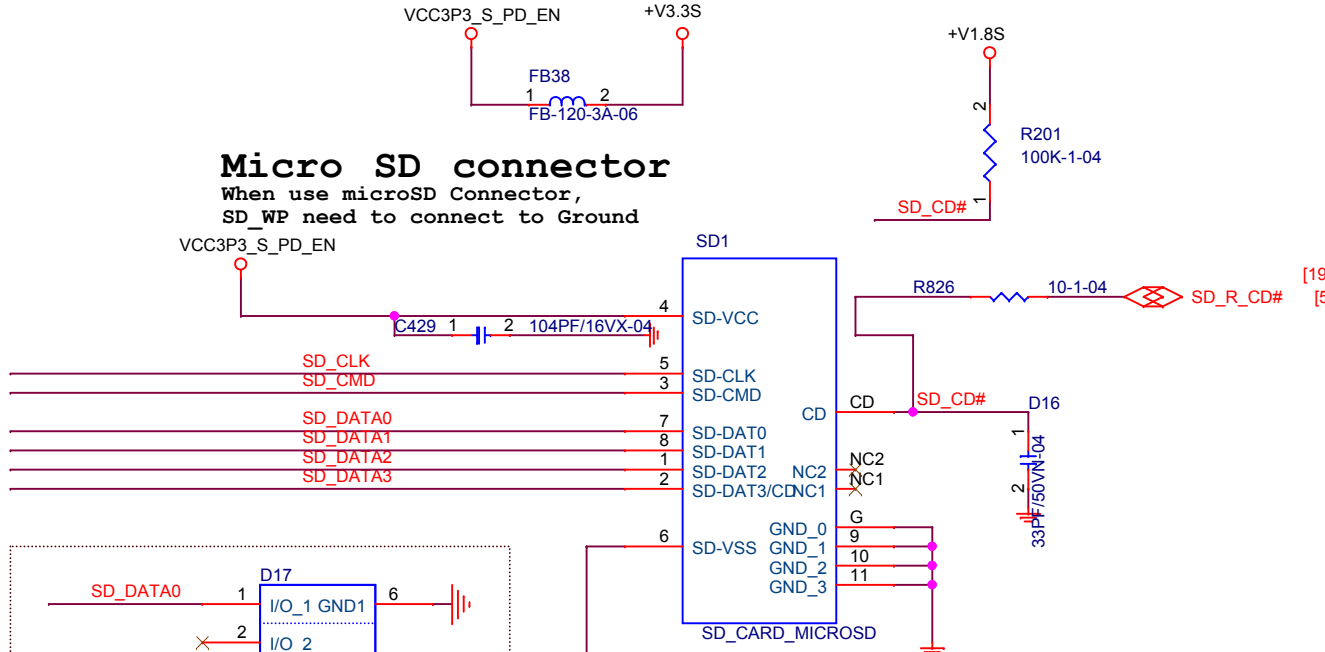 VCC3P3_S_PD_EN
+V3.3S
+V1.8S
FB38
1 2
FB-120-3A-06
2
R201
100K-1-04
1
SD_CD#
Micro SD connector
When use microSD Connector,
SD_WP need to connect to Ground
VCC3P3_S_PD_EN
SD1
R826
10-1-04
SD_R_CD#
[19
4
SD-VCC
C429 1 2 104PF/16VX-04
SD_CLK
5
SD-CLK
SD_CMD
3
SD-CMD
CD
CD
SD_CD#
D16
SD_DATA0
7
SD-DAT0
SD_DATA1
8
SD-DAT1
SD_DATA2
1
SD-DAT2
SD_DATA3
2
SD-DAT3/CD
NC2
NC2
NC1
NC1
1
2
33PF/50VN-04
6
SD-VSS
GND_0
G
GND_1
9
GND_2
10
GND_3
11
SD_CARD_MICROSD
D17
SD_DATA0
1
I/O_1 GND1
6
2
I/O_2